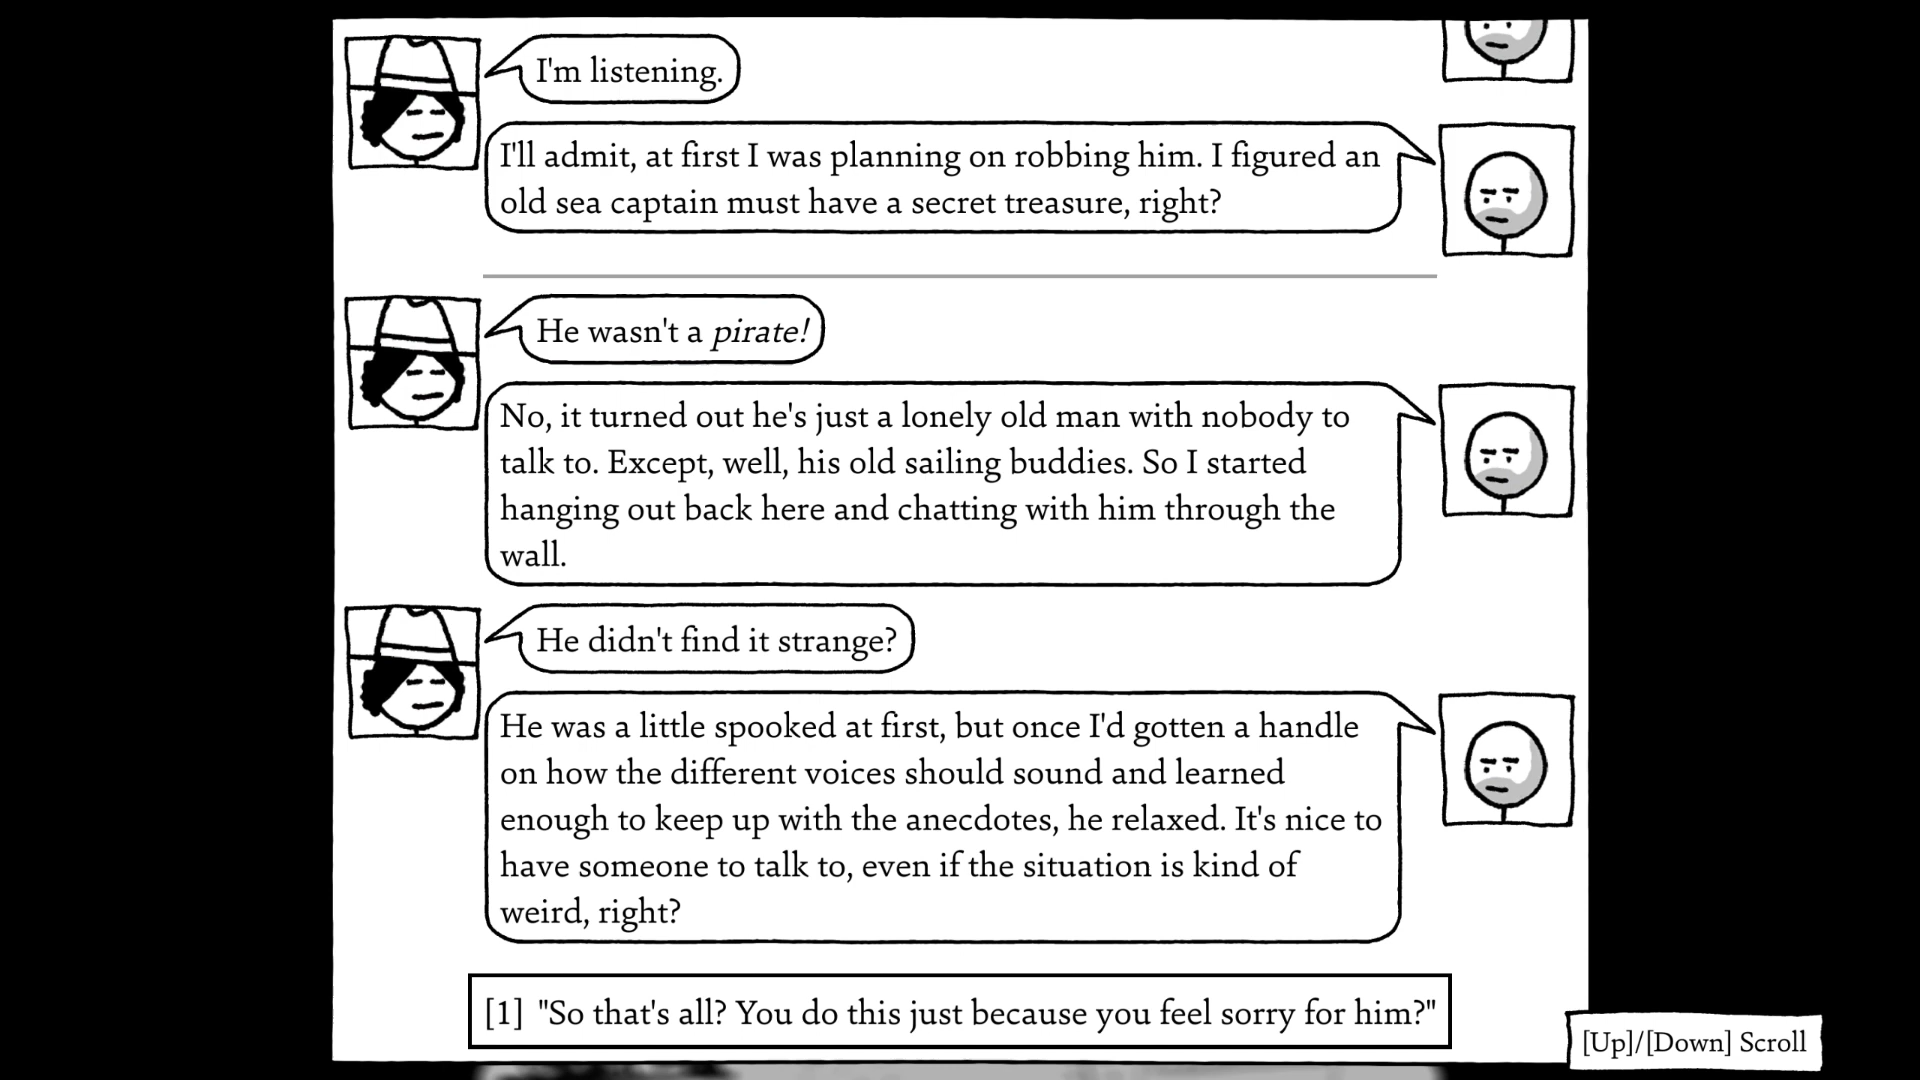 I'm listening.
I'll admit, at first I was planning on robbing him. I figured an
old sea captain must have a secret treasure, right?
He wasn't a pirate!
No, it turned out he's just a lonely old man with nobody to
talk to. Except, well, his old sailing buddies. So I started
hanging out back here and chatting with him through the
wall.
He didn't find it strange?
He was a little spooked at first, but once I'd gotten a handle
on how the different voices should sound and learned
enough to keep up with the anecdotes, he relaxed. It's nice to
have someone to talk to, even if the situation is kind of
weird, right?
[1] "So that's all? You do this just because you feel sorry for him?"
[Up]/[Down] Scroll